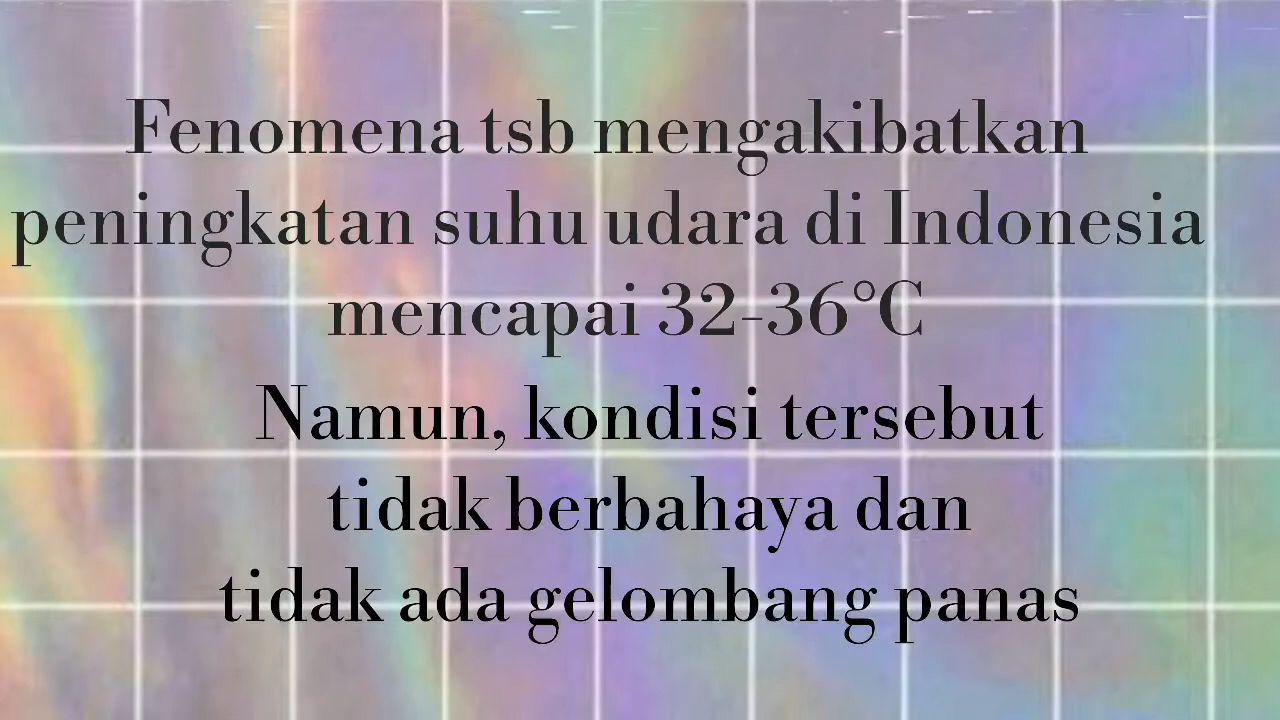 Fenomena tsb mengakibatkan
peningkatan suhu udara di Indonesia
mencapai 32-36°C
Namun, kondisi tersebut
tidak berbahaya dan
tidak ada gelombang panas